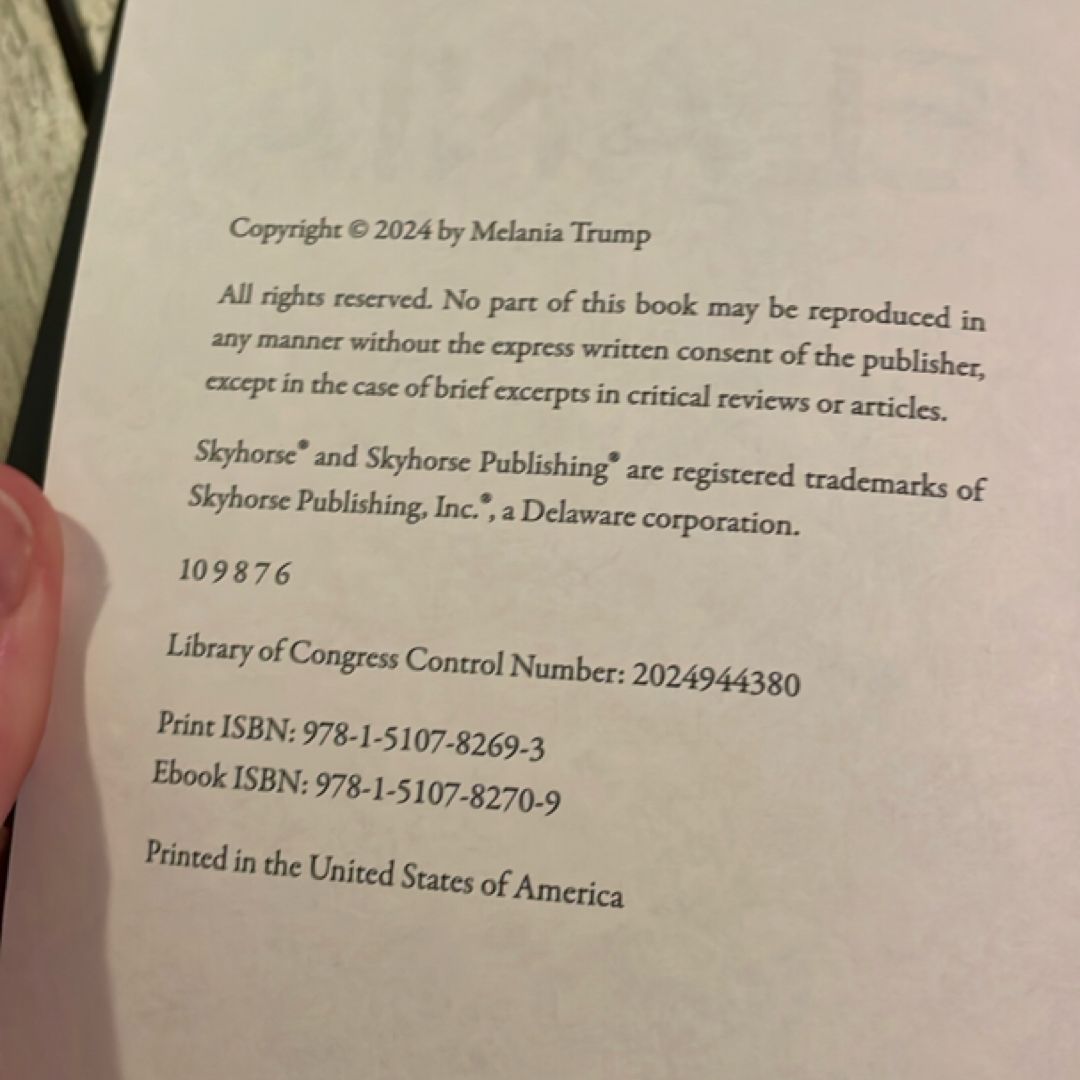 Copyright © 2024 by Melania Trump
All rights reserved. No part of this book may be reproduced in
any manner without the express written consent of the publisher,
except in the case of brief excerpts in critical reviews or articles.
Skyhorse® and Skyhorse Publishing® are registered trademarks of
Skyhorse Publishing, Inc.®, a Delaware corporation.
10 9 8 7 6
Library of Congress Control Number: 2024944380
Print ISBN: 978-1-5107-8269-3
Ebook ISBN: 978-1-5107-8270-9
Printed in the United States of America